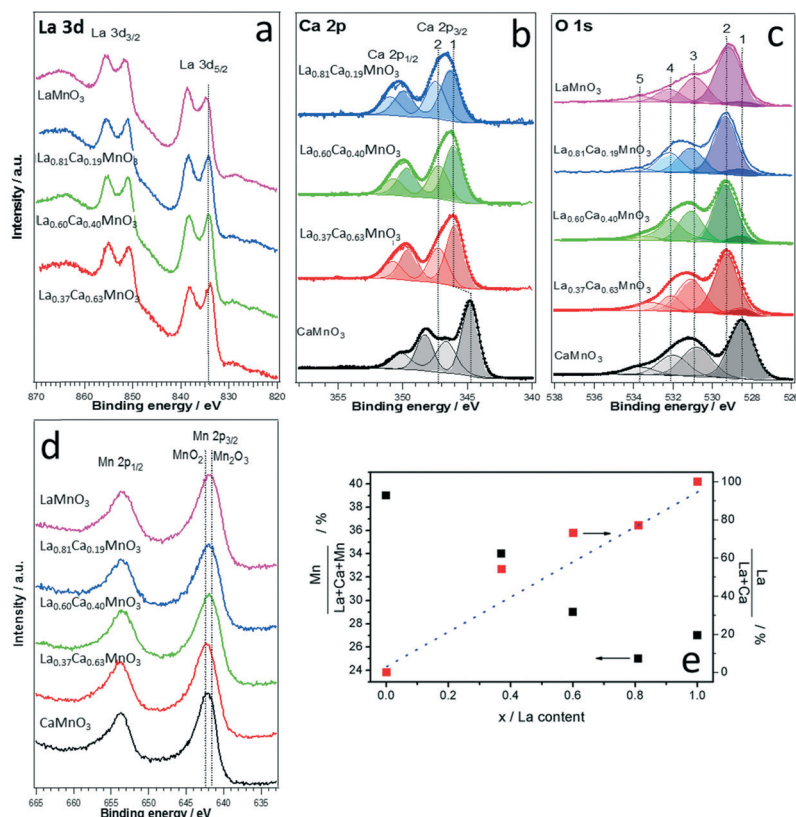 La 3d
a
La 3d3/2
La 3d5/2
LaMnO3
La0.81Ca0.19MnO3
La0.60Ca0.40MnO3
La0.37Ca0.63MnO3
Intensity / a.u.
870 860 850 840 830 820
Binding energy / eV
Ca 2p
b
Ca 2p3/2
Ca 2p1/2
2 1
La0.81Ca0.19MnO3
La0.60Ca0.40MnO3
La0.37Ca0.63MnO3
CaMnO3
355 350 345 340
Binding energy / eV
O 1s
c
5 4 3 2 1
LaMnO3
La0.81Ca0.19MnO3
La0.60Ca0.40MnO3
La0.37Ca0.63MnO3
CaMnO3
538 536 534 532 530 528 526
Binding energy / eV
d
Mn 2p3/2
Mn 2p1/2
MnO2
Mn2O3
LaMnO3
La0.81Ca0.19MnO3
La0.60Ca0.40MnO3
La0.37Ca0.63MnO3
CaMnO3
Intensity / a.u.
665 660 655 650 645 640 635
Binding energy / eV
e
Mn
La+Ca+Mn
/ %
40
38
36
34
32
30
28
26
24
100
80
60
40
20
0
La
La+Ca
/ %
0.0 0.2 0.4 0.6 0.8 1.0
x / La content